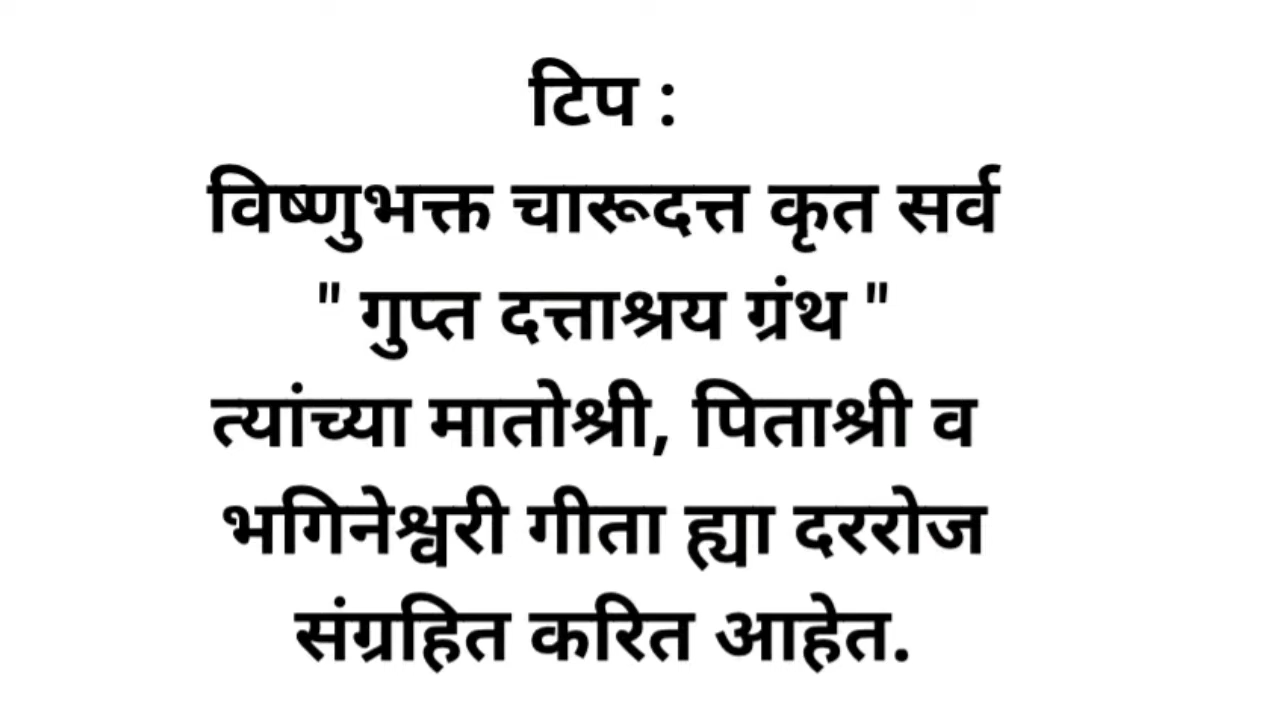 टिप :
विष्णुभक्त चारूदत्त कृत सर्व
" गुप्त दत्ताश्रय ग्रंथ "
त्यांच्या मातोश्री, पिताश्री व
भगिनेश्वरी गीता ह्या दररोज
संग्रहित करित आहेत.